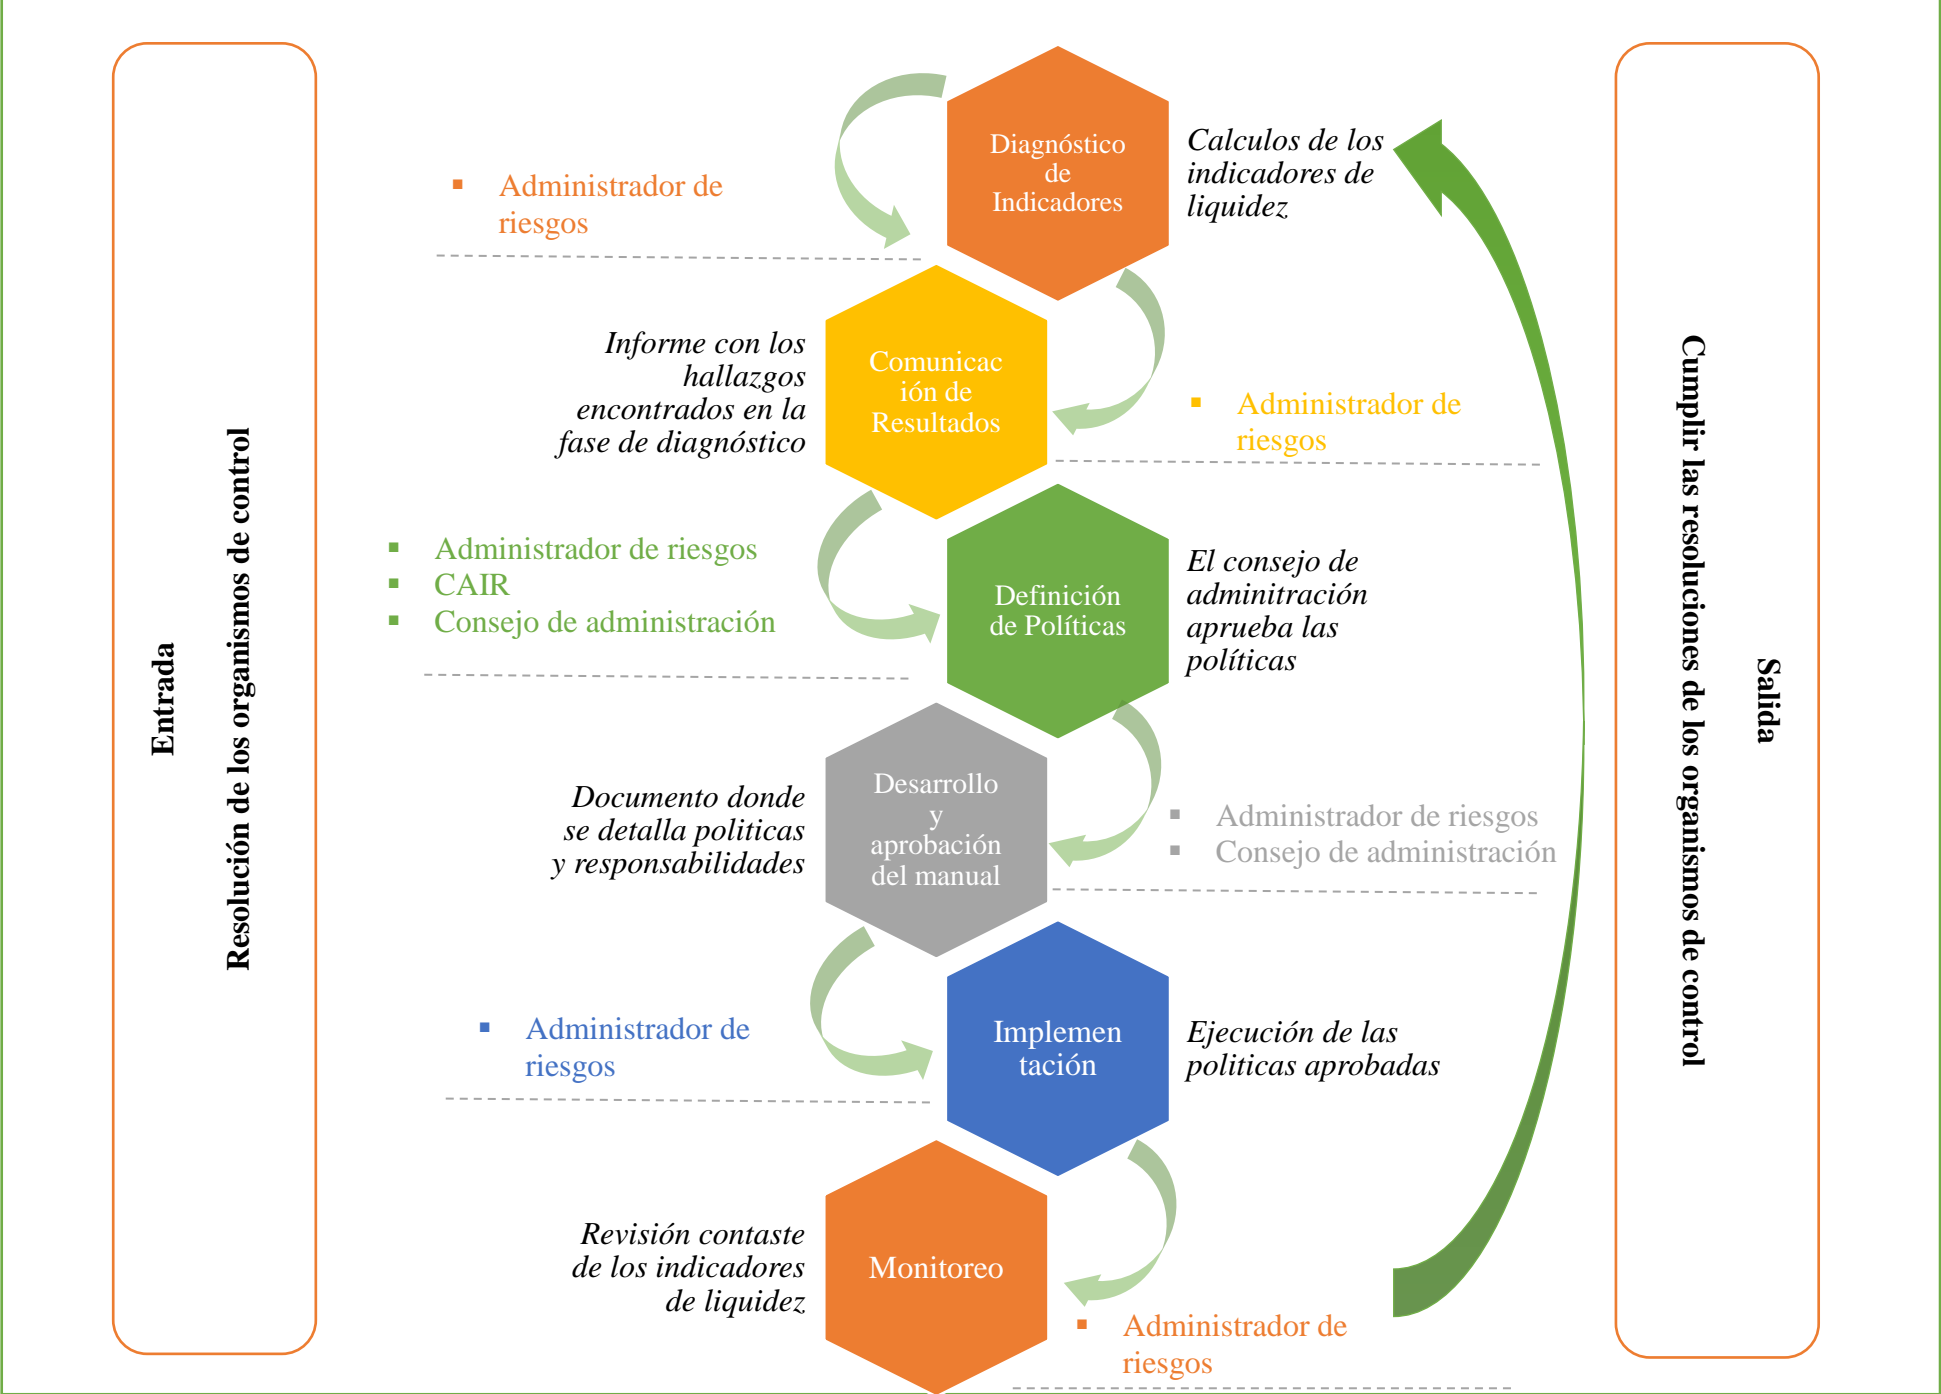 Entrada
Resolución de los organismos de control
Diagnóstico
de
Indicadores
Calculos de los
indicadores de
liquidez
▪ Administrador de
riesgos
Informe con los
hallazgos
encontrados en la
fase de diagnóstico
Comunicac
ión de
Resultados
▪ Administrador de
riesgos
▪ Administrador de riesgos
▪ CAIR
▪ Consejo de administración
Definición
de Políticas
El consejo de
adminitración
aprueba las
políticas
Documento donde
se detalla politicas
y responsabilidades
Desarrollo
y
aprobación
del manual
▪ Administrador de riesgos
▪ Consejo de administración
▪ Administrador de
riesgos
Implemen
tación
Ejecución de las
politicas aprobadas
Revisión contaste
de los indicadores
de liquidez
Monitoreo
▪ Administrador de
riesgos
Salida
Cumplir las resoluciones de los organismos de control